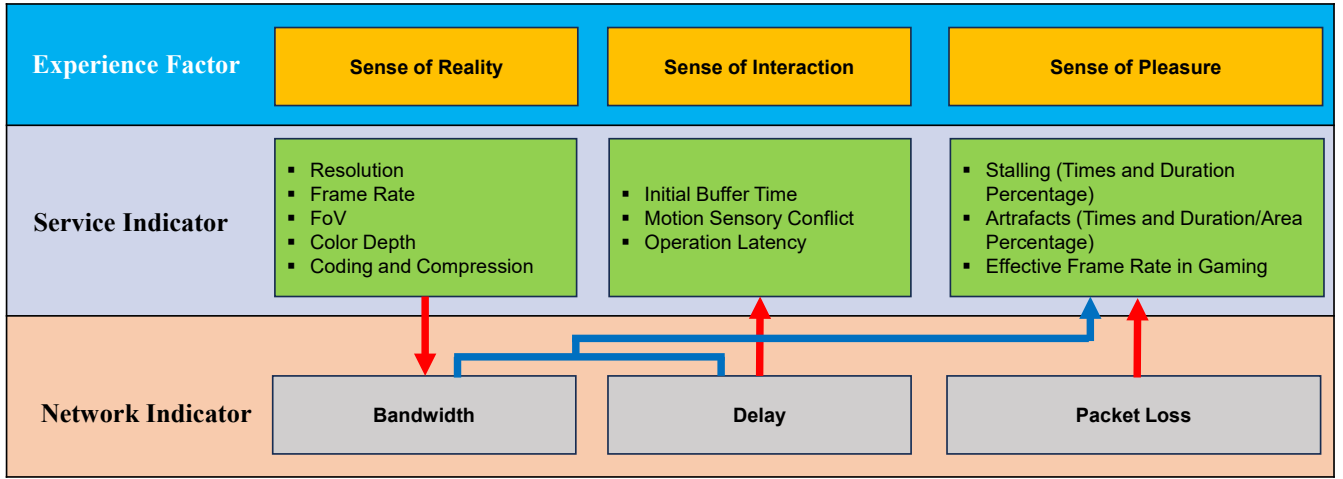 Experience Factor
Sense of Reality
Sense of Interaction
Sense of Pleasure
Service Indicator
▪ Resolution
▪ Frame Rate
▪ FoV
▪ Color Depth
▪ Coding and Compression
▪ Initial Buffer Time
▪ Motion Sensory Conflict
▪ Operation Latency
▪ Stalling (Times and Duration
Percentage)
▪ Artrafacts (Times and Duration/Area
Percentage)
▪ Effective Frame Rate in Gaming
Network Indicator
Bandwidth
Delay
Packet Loss